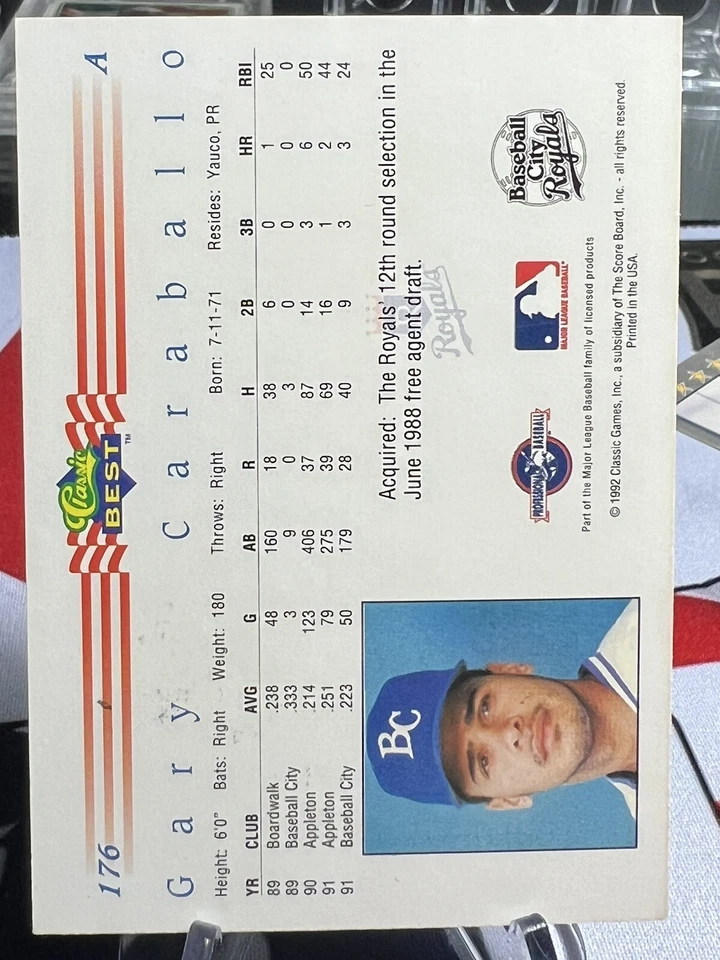 176
Classic
BEST™
A
Gary Caraballo
Height: 6'0" Bats: Right Weight: 180 Throws: Right Born: 7-11-71 Resides: Yauco, PR
YR CLUB AVG G AB R H 2B 3B HR RBI
89 Boardwalk .238 48 160 18 38 6 0 1 25
89 Baseball City .333 3 9 0 3 0 0 0 0
90 Appleton .214 123 406 37 87 14 3 6 50
91 Appleton .251 79 275 39 69 16 1 2 44
91 Baseball City .223 50 179 28 40 9 3 3 24
Acquired: The Royals' 12th round selection in the
June 1988 free agent draft.
Royals
BC
PROFESSIONAL BASEBALL
MAJOR LEAGUE BASEBALL®
Baseball
City
Royals
Part of the Major League Baseball family of licensed products
© 1992 Classic Games, Inc., a subsidiary of The Score Board, Inc. - all rights reserved.
Printed in the USA.